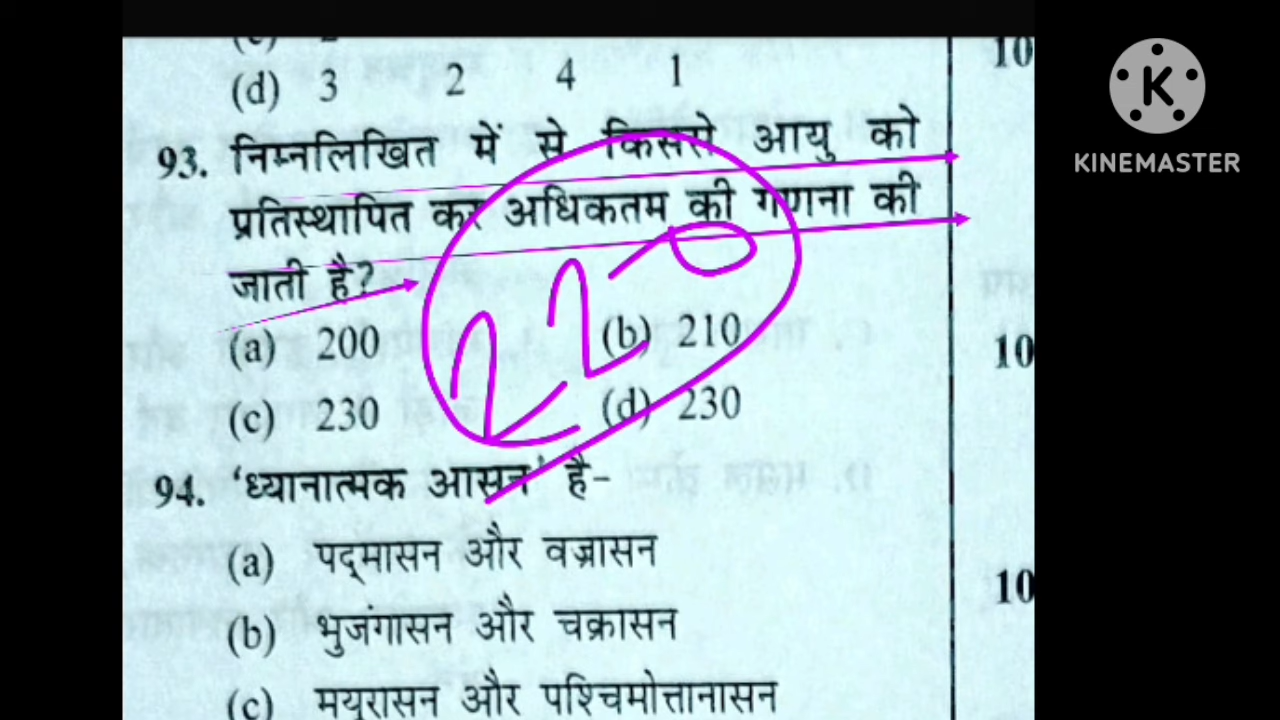 (d) 3 2 4 1
10
KINEMASTER
93. निम्नलिखित में से किससे आयु को
प्रतिस्थापित कर अधिकतम की गणना की
जाती है?
220
(a) 200 (b) 210
10
(c) 230 (d) 230
94. 'ध्यानात्मक आसन' है-
(a) पद्मासन और वज्रासन
10
(b) भुजंगासन और चक्रासन
(c) मयूरासन और पश्चिमोत्तानासन